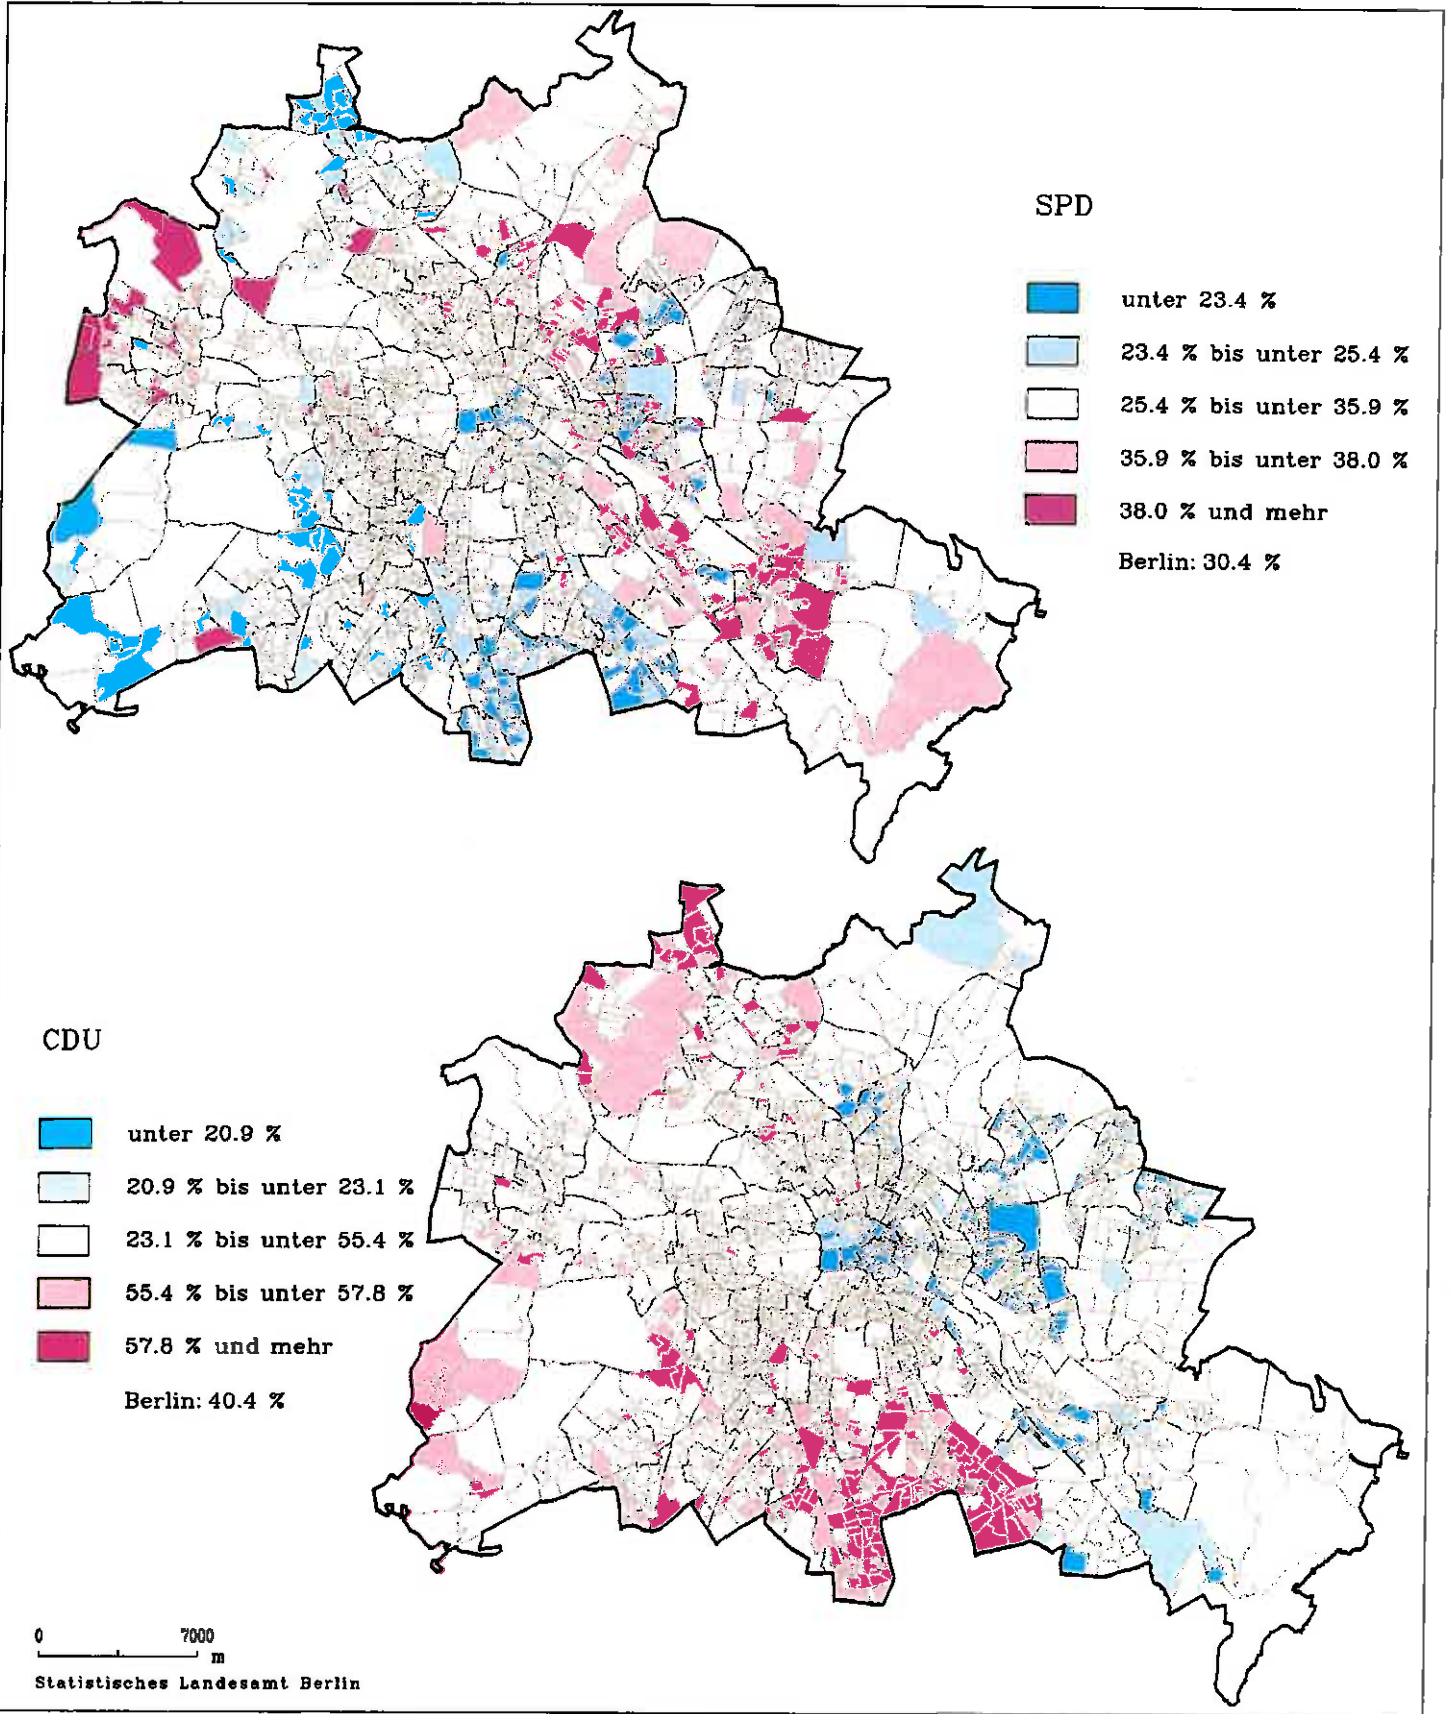 SPD
unter 23.4 %
23.4 % bis unter 25.4 %
25.4 % bis unter 35.9 %
35.9 % bis unter 38.0 %
38.0 % und mehr
Berlin: 30.4 %
CDU
unter 20.9 %
20.9 % bis unter 23.1 %
23.1 % bis unter 55.4 %
55.4 % bis unter 57.8 %
57.8 % und mehr
Berlin: 40.4 %
0 7000
m
Statistisches Landesamt Berlin